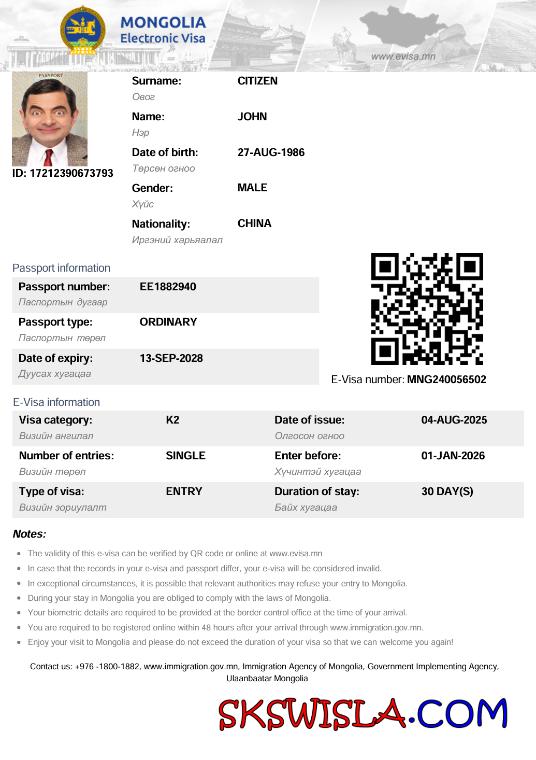 MONGOLIA
Electronic Visa
www.evisa.mn
PASSPORT
ID: 17212390673793
Surname: CITIZEN
Овог
Name: JOHN
Нэр
Date of birth: 27-AUG-1986
Төрсөн огноо
Gender: MALE
Хүйс
Nationality: CHINA
Иргэний харьяалал
Passport information
Passport number: EE1882940
Паспортын дугаар
Passport type: ORDINARY
Паспортын төрөл
Date of expiry: 13-SEP-2028
Дуусах хугацаа
E-Visa number: MNG240056502
E-Visa information
Visa category: K2 Date of issue: 04-AUG-2025
Визийн ангилал Олгосон огноо
Number of entries: SINGLE Enter before: 01-JAN-2026
Визийн төрөл Хүчинтэй хугацаа
Type of visa: ENTRY Duration of stay: 30 DAY(S)
Визийн зориулалт Байх хугацаа
Notes:
The validity of this e-visa can be verified by QR code or online at www.evisa.mn
In case that the records in your e-visa and passport differ, your e-visa will be considered invalid.
In exceptional circumstances, it is possible that relevant authorities may refuse your entry to Mongolia.
During your stay in Mongolia you are obliged to comply with the laws of Mongolia.
Your biometric details are required to be provided at the border control office at the time of your arrival.
You are required to be registered online within 48 hours after your arrival through www.immigration.gov.mn.
Enjoy your visit to Mongolia and please do not exceed the duration of your visa so that we can welcome you again!
Contact us: +976 -1800-1882, www.immigration.gov.mn, Immigration Agency of Mongolia, Government Implementing Agency,
Ulaanbaatar Mongolia
SKSWISLA.COM